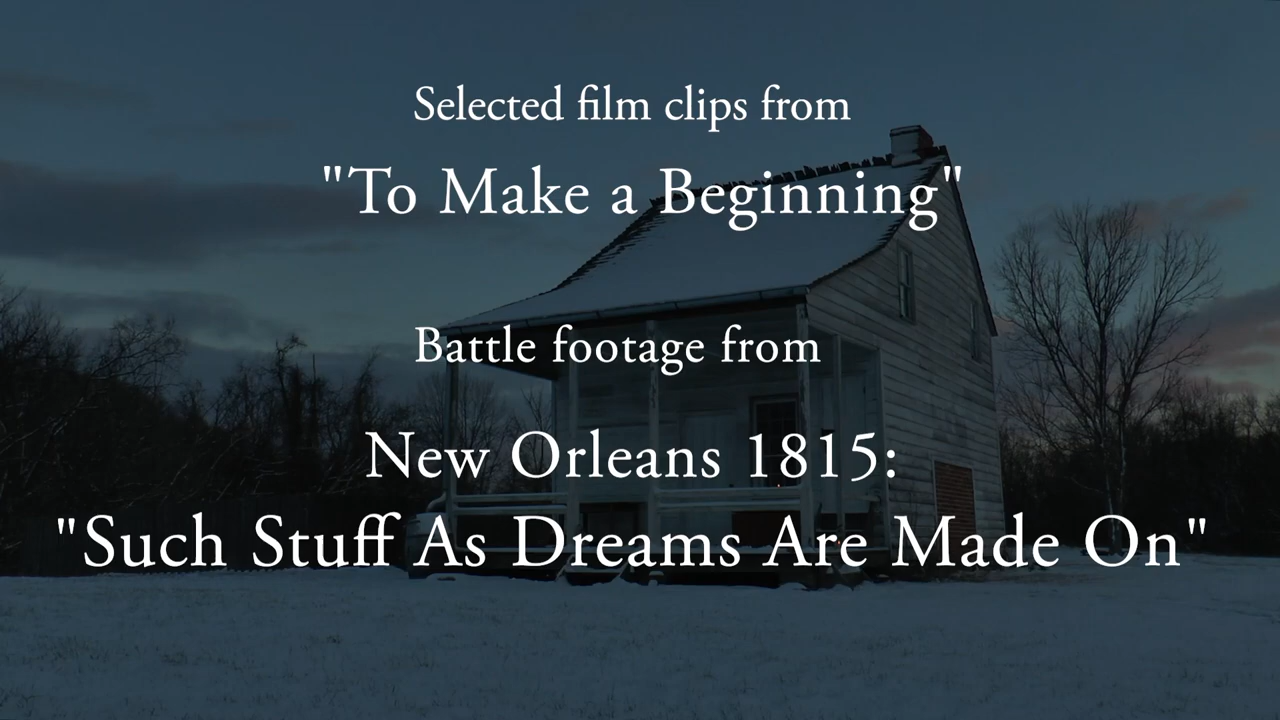 Selected film clips from
"To Make a Beginning"
Battle footage from
New Orleans 1815:
"Such Stuff As Dreams Are Made On"